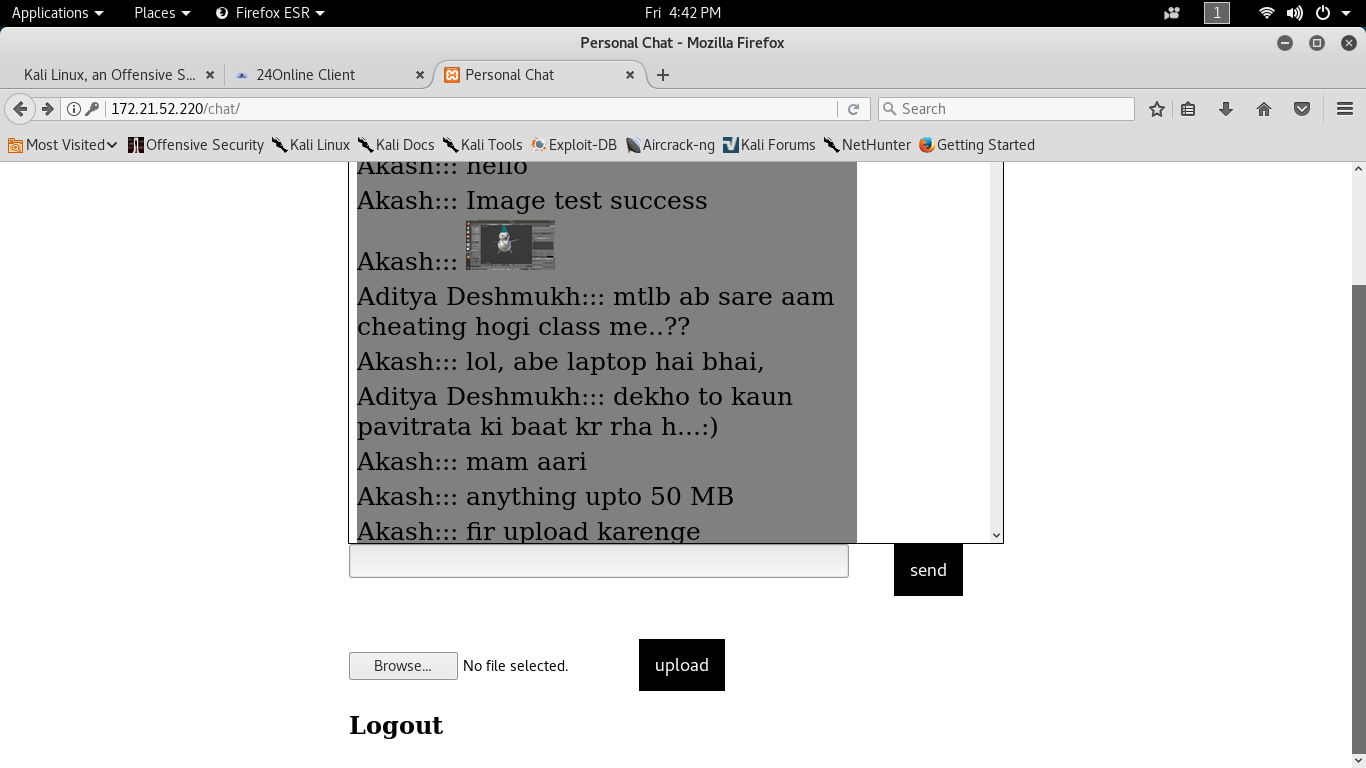 Applications Places Firefox ESR Fri 4:42 PM 1
Personal Chat - Mozilla Firefox
Kali Linux, an Offensive S... 24Online Client Personal Chat
172.21.52.220/chat/ Search
Most Visited Offensive Security Kali Linux Kali Docs Kali Tools Exploit-DB Aircrack-ng Kali Forums NetHunter Getting Started
Akash::: hello
Akash::: Image test success
Akash:::
Aditya Deshmukh::: mtlb ab sare aam
cheating hogi class me..??
Akash::: lol, abe laptop hai bhai,
Aditya Deshmukh::: dekho to kaun
pavitrata ki baat kr rha h...:)
Akash::: mam aari
Akash::: anything upto 50 MB
Akash::: fir upload karenge
send
Browse... No file selected. upload
Logout